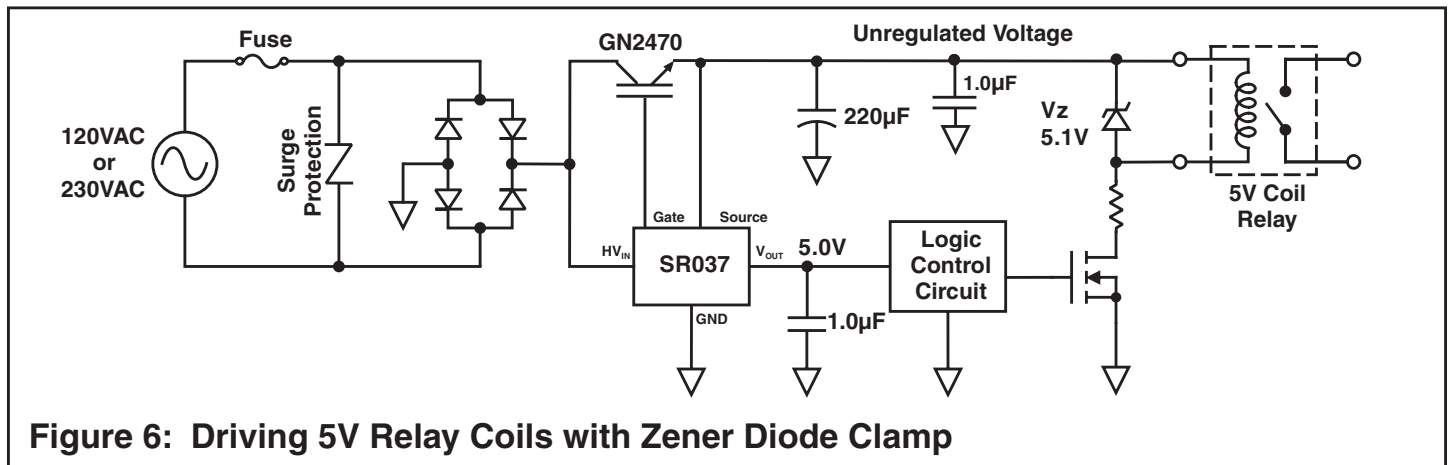 Fuse
GN2470
Unregulated Voltage
120VAC
or
230VAC
Surge
Protection
220µF
1.0µF
Vz
5.1V
5V Coil
Relay
Gate
Source
HVIN
SR037
VOUT
5.0V
GND
1.0µF
Logic
Control
Circuit
Figure 6: Driving 5V Relay Coils with Zener Diode Clamp